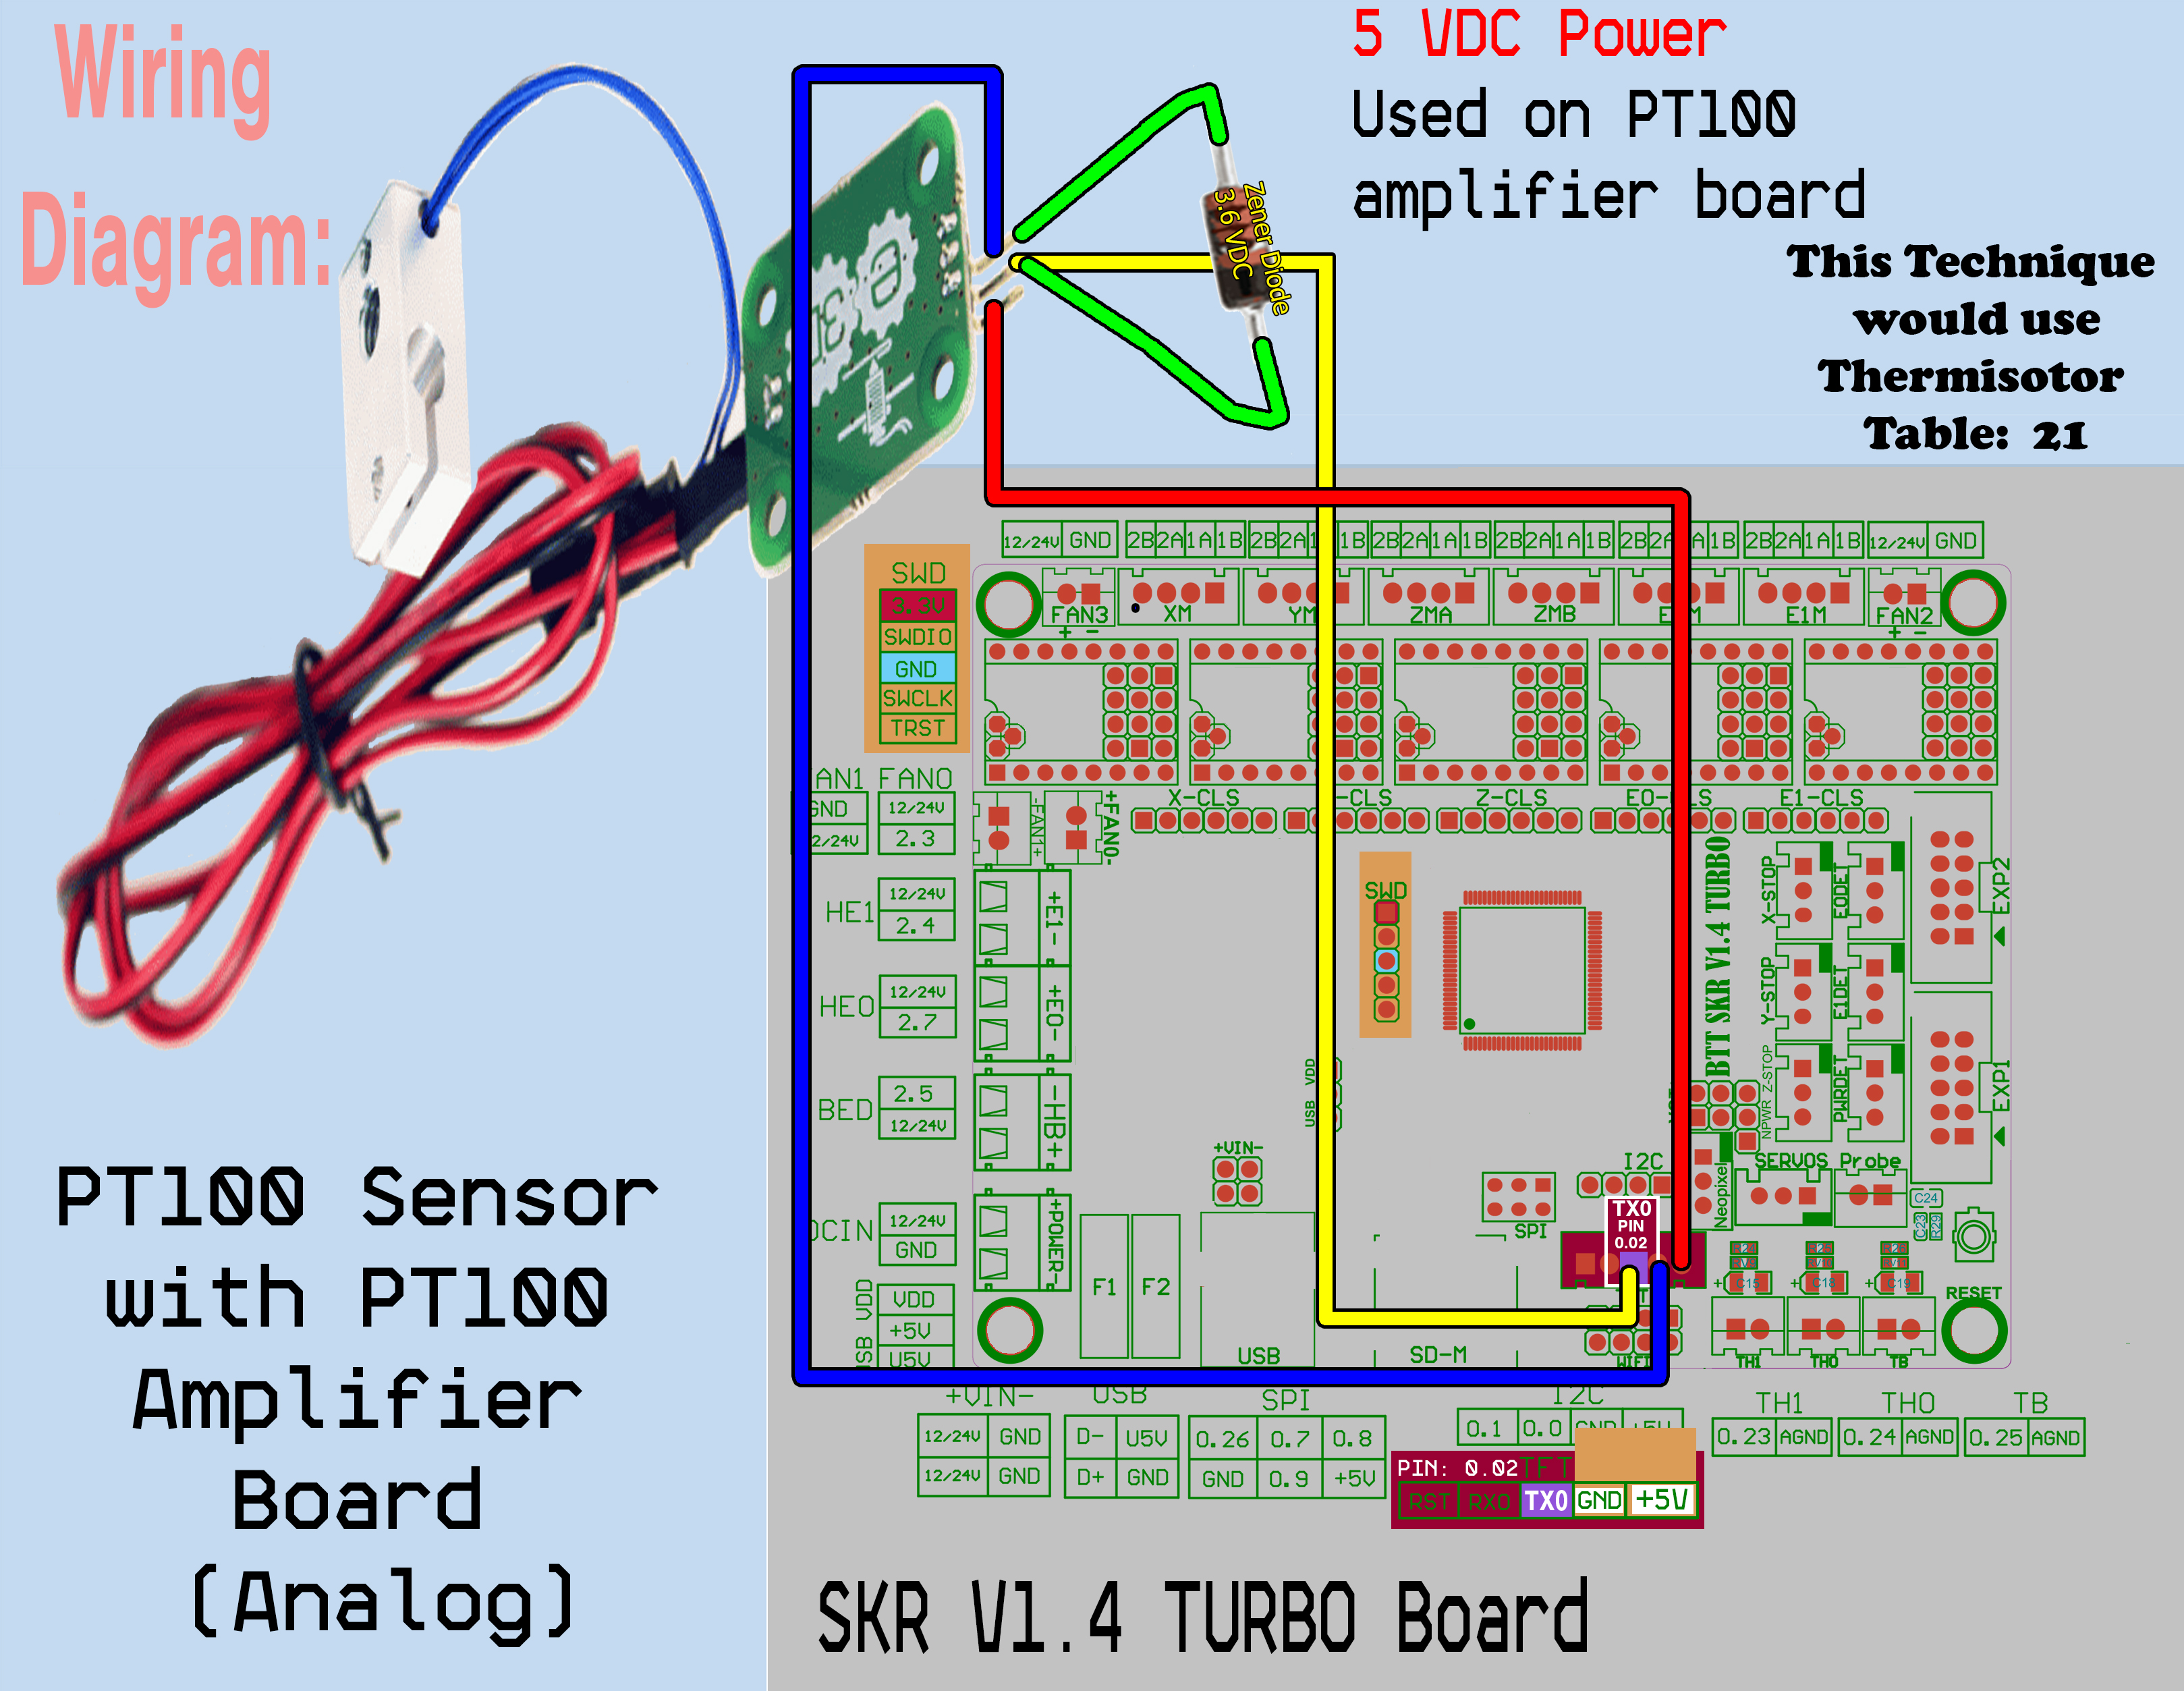 Wiring
Diagram:
5 VDC Power
Used on PT100
amplifier board
This Technique
would use
Thermisotor
Table: 21
Zener Diode
3.6 VDC
12/24V GND 2B 2A 1A 1B 2B 2A 1B 2B 2A 1A 1B 2B 2A 1A 1B 2B 1B 2B 2A 1A 1B 12/24V GND
SWD
3.3V
SWDIO
GND
SWCLK
TRST
FAN3 XM ZMA ZMB E1M FAN2
+ - + -
AN1 FAN0
GND 12/24V
2/24V 2.3
-FAN1+
+FAN0-
X-CLS -CLS Z-CLS E0-CLS E1-CLS
HE1 12/24V
2.4
+E1-
HE0 12/24V
2.7
+E0-
BED 2.5
12/24V
-HB+
DCIN 12/24V
GND
+POWER-
VDD
USB
VDD
+5V
U5V
SWD
BTT SKR V1.4 TURBO
X-STOP
E0DET
EXP2
Y-STOP
E1DET
Z-STOP
NPWR
PWRDET
EXP1
USB VDD
+VIN-
I2C
SERVOS Probe
Neopixel
C24
C23
R29
SPI
TX0
PIN
0.02
F1 F2
+ C15 + C18 + C19
RESET
USB SD-M WIFI TH1 TH0 TB
+VIN- USB SPI I2C TH1 TH0 TB
12/24V GND D- U5V 0.26 0.7 0.8 0.1 0.0 GND +5V 0.23 AGND 0.24 AGND 0.25 AGND
12/24V GND D+ GND GND 0.9 +5V
PIN: 0.02 TFT
RST RX0 TX0 GND +5V
PT100 Sensor
with PT100
Amplifier
Board
(Analog)
SKR V1.4 TURBO Board